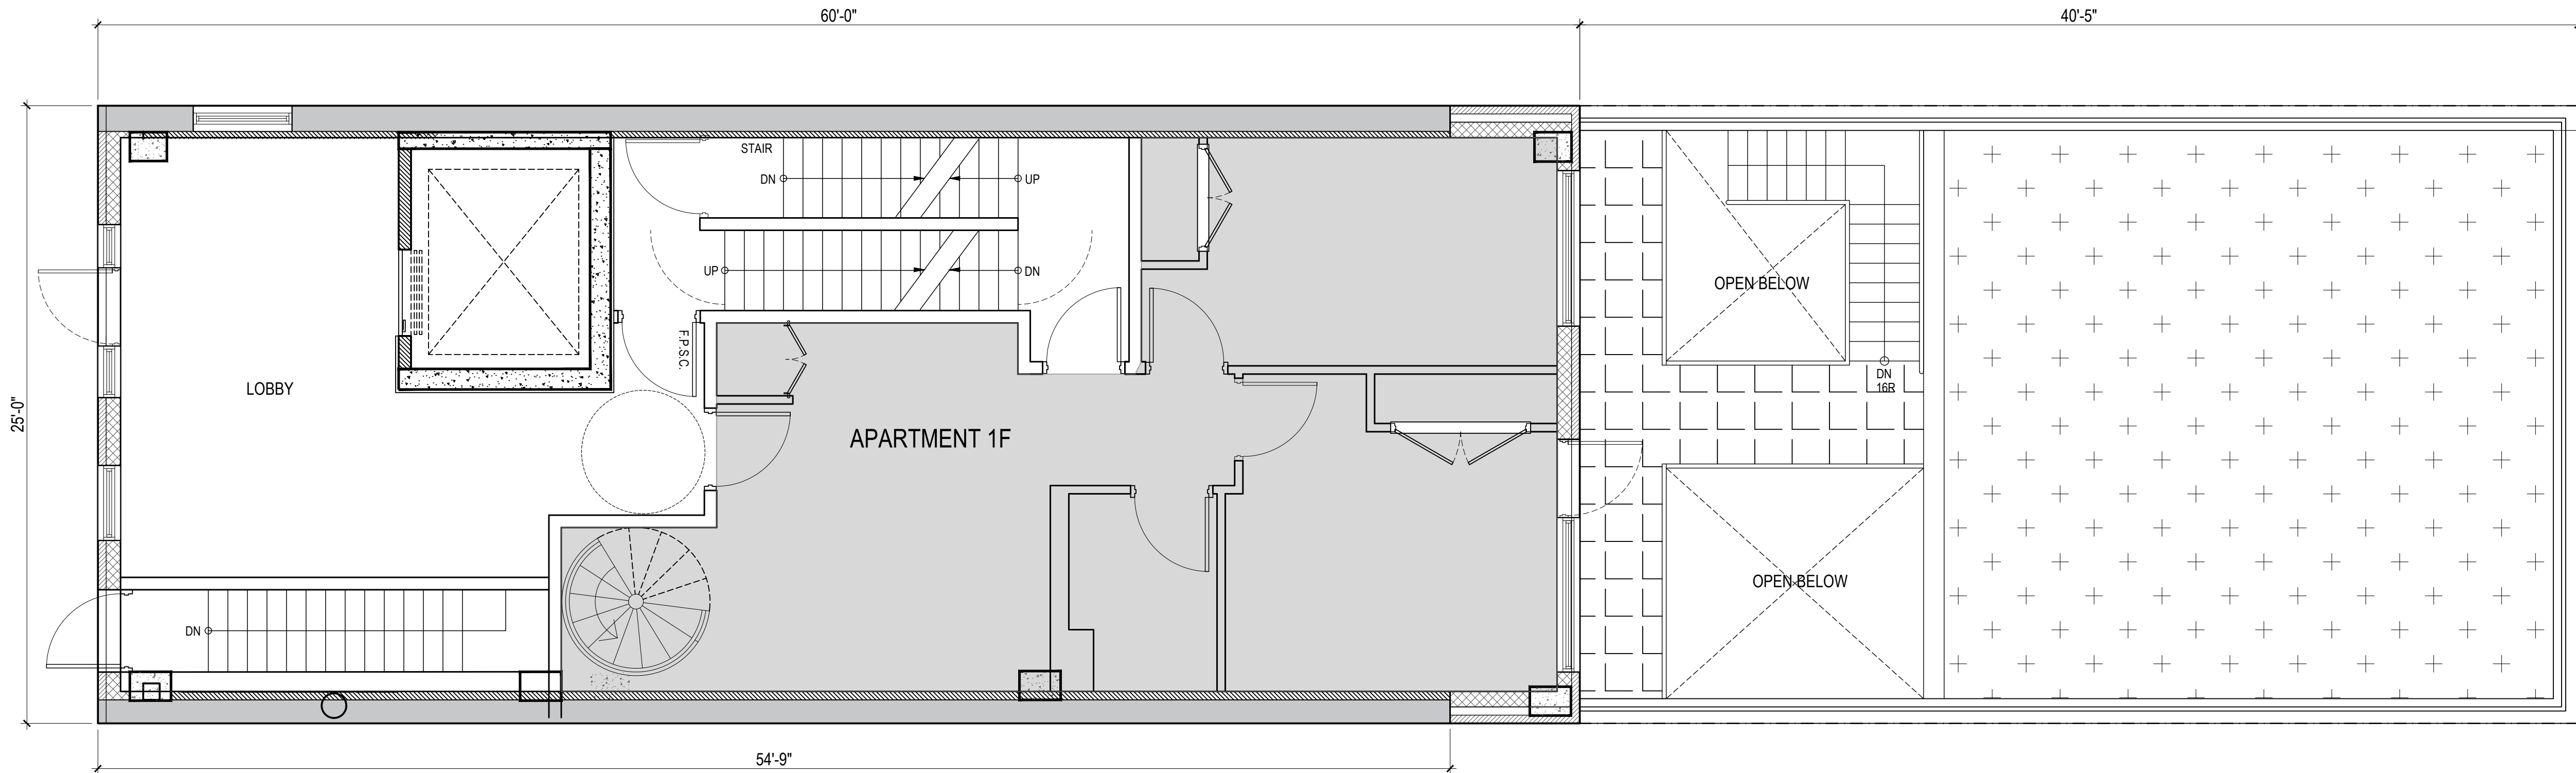 60'-0"
40'-5"
STAIR
DN
UP
UP
DN
F.P.S.C.
OPEN BELOW
DN
16R
LOBBY
25'-0"
APARTMENT 1F
OPEN BELOW
DN
54'-9"